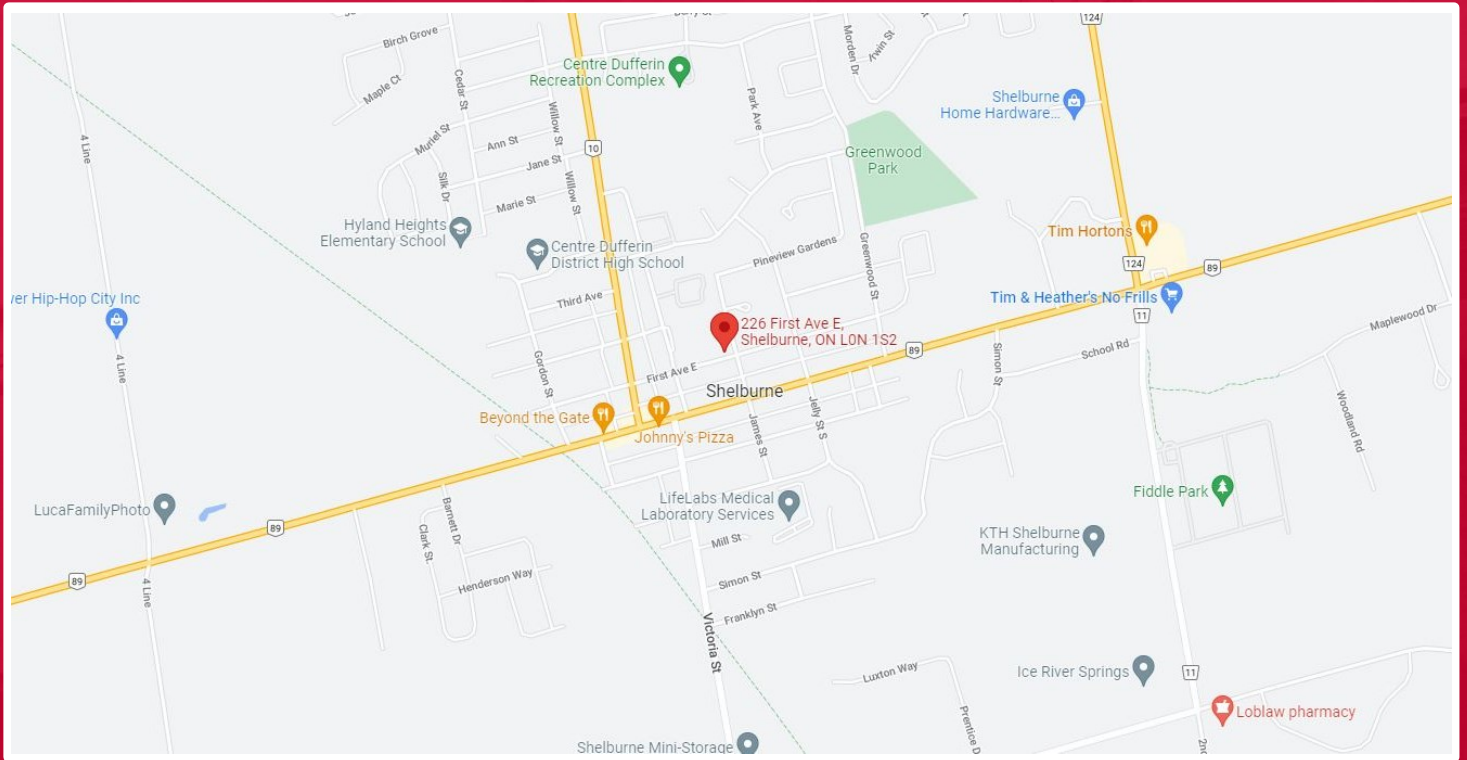 124
Birch Grove
Morden Dr
Irwin St
Centre Dufferin
Recreation Complex
Cedar St
Maple Ct
Park Ave
Shelburne
Home Hardware...
Willow St
Muriel St
Ann St
4 Line
10
Greenwood
Park
Jane St
Silk Dr
Willow St
Marie St
Hyland Heights
Elementary School
Tim Hortons
Centre Dufferin
District High School
Pineview Gardens
Greenwood St
124
89
Third Ave
ver Hip-Hop City Inc
Tim & Heather's No Frills
11
Maplewood Dr
226 First Ave E,
Shelburne, ON L0N 1S2
4 Line
89
School Rd
Simon St
Gordon St
First Ave E
Shelburne
Woodland Rd
Beyond the Gate
Johnny's Pizza
James St
Jelly St S
Fiddle Park
LifeLabs Medical
Laboratory Services
LucaFamilyPhoto
89
Barnett Dr
Clark St.
KTH Shelburne
Manufacturing
Mill St
89
4 Line
Henderson Way
Simon St
Franklyn St
Victoria St
Luxton Way
Ice River Springs
11
Loblaw pharmacy
Prentice D
Shelburne Mini-Storage
2nd